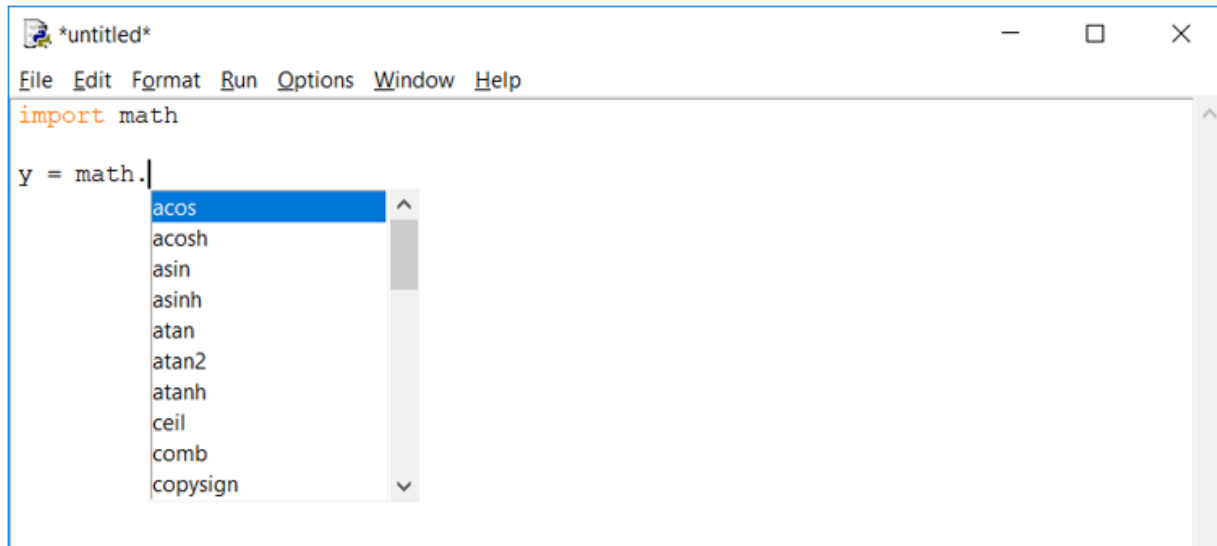 *untitled*
File Edit Format Run Options Window Help
import math
y = math.
acos
acosh
asin
asinh
atan
atan2
atanh
ceil
comb
copysign